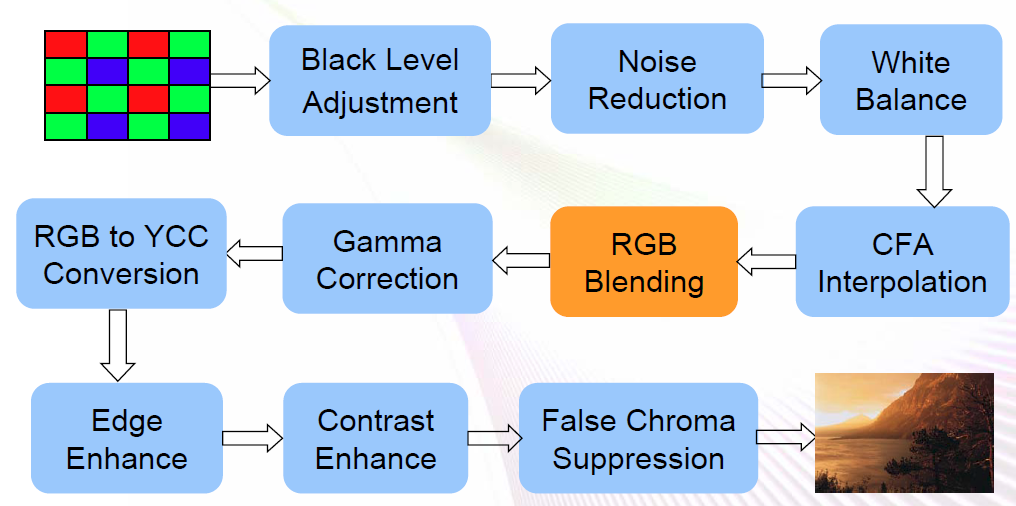 Black Level
Adjustment
Noise
Reduction
White
Balance
CFA
Interpolation
RGB
Blending
Gamma
Correction
RGB to YCC
Conversion
Edge
Enhance
Contrast
Enhance
False Chroma
Suppression